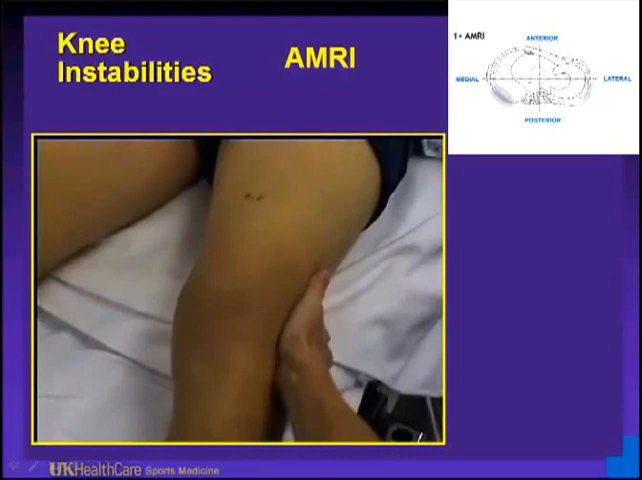 Knee
Instabilities
AMRI
1+ AMRI
ANTERIOR
MEDIAL
LATERAL
POSTERIOR
UKHealthCare Sports Medicine